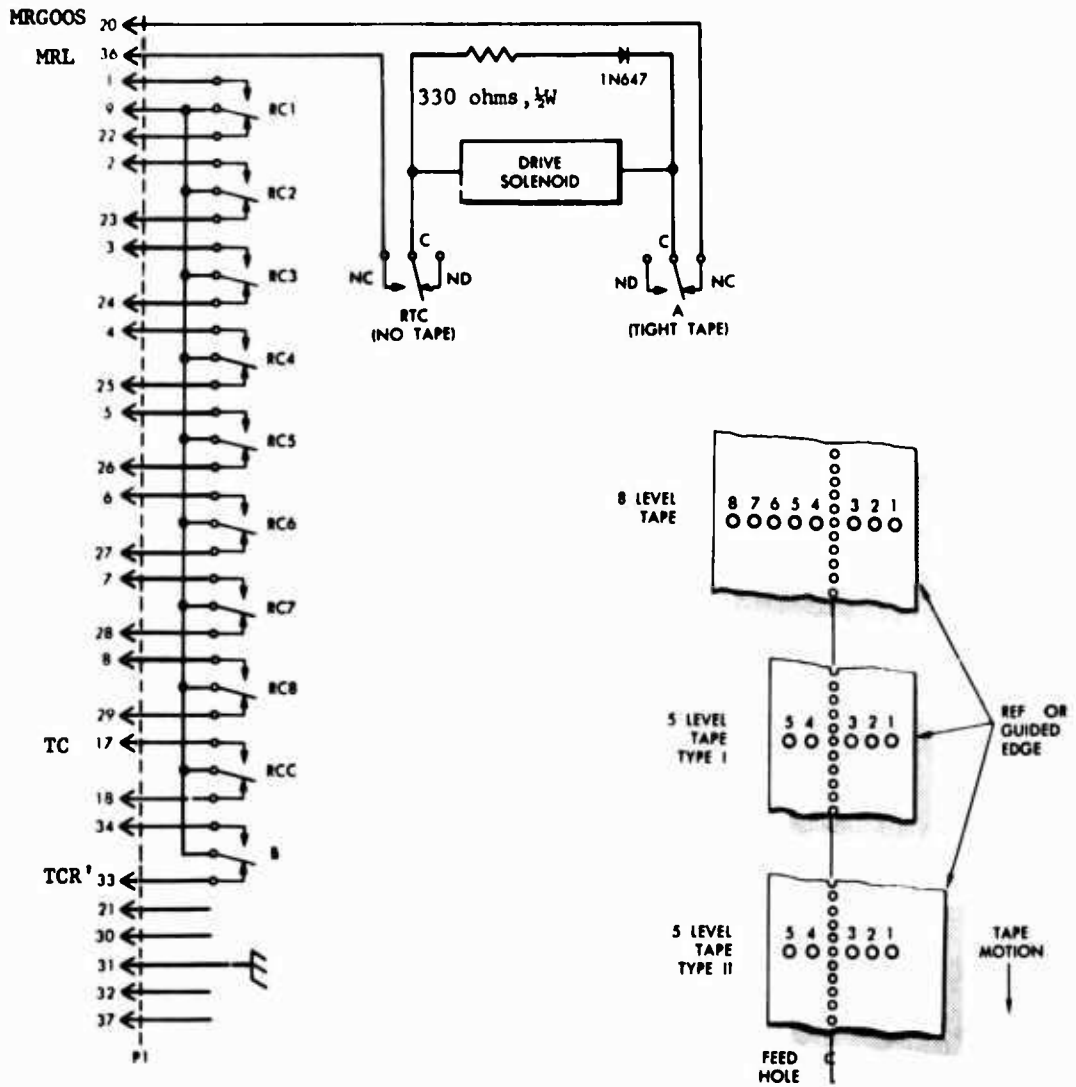 MRGOOS 20
MRL 36
1
9 RC1
22
2
RC2
23
3
RC3
24
4
RC4
25
5
RC5
26
6
RC6
27
7
RC7
28
8
RC8
29
TC 17
RCC
18
34
B
TCR' 33
21
30
31
32
37
P1
1N647
330 ohms, ½W
DRIVE
SOLENOID
C
NC ND
RTC
(NO TAPE)
C
ND NC
A
(TIGHT TAPE)
8 LEVEL
TAPE
8 7 6 5 4 3 2 1
5 LEVEL
TAPE
TYPE I
5 4 3 2 1
REF OR
GUIDED
EDGE
5 LEVEL
TAPE
TYPE II
5 4 3 2 1
TAPE
MOTION
FEED
HOLE
C